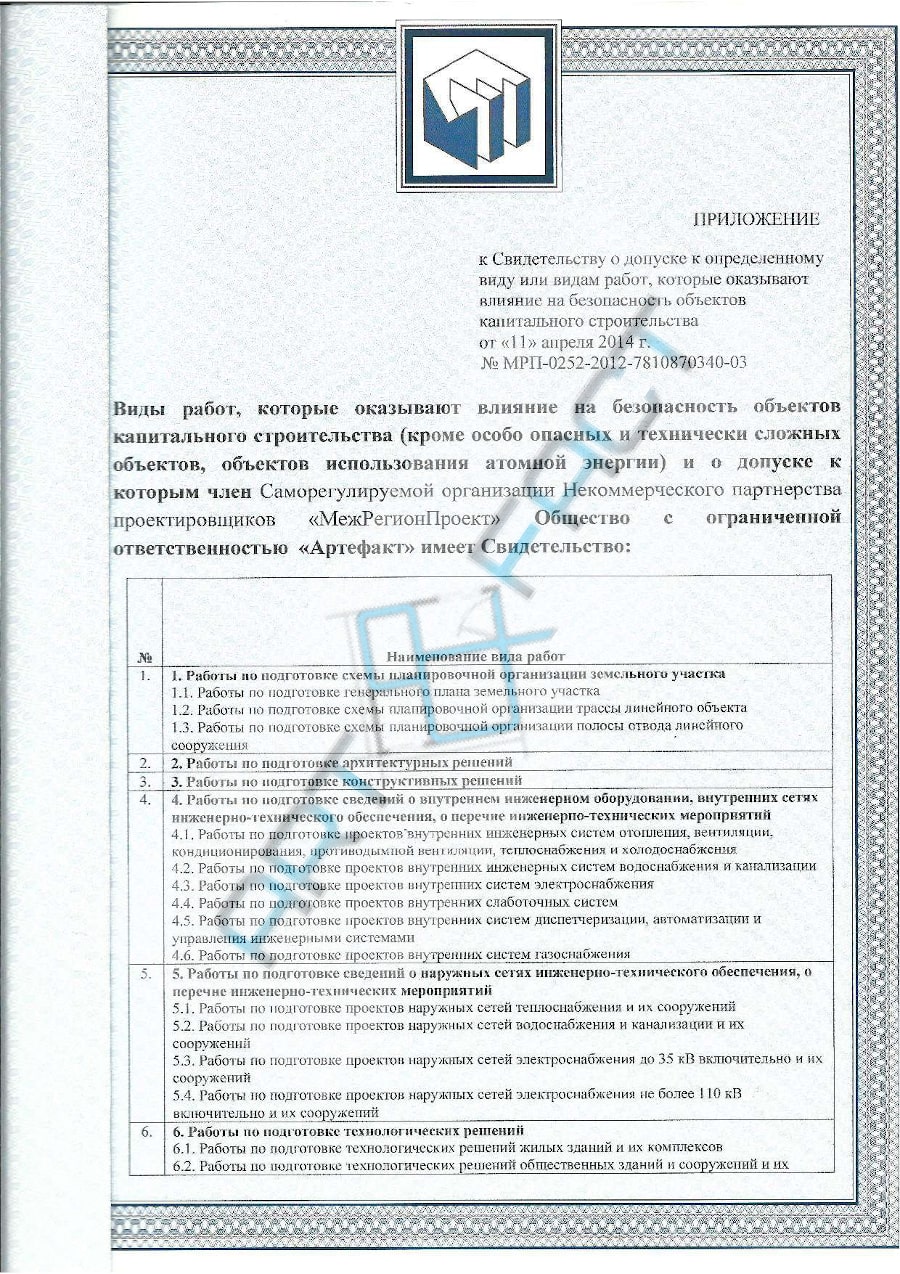 ПРИЛОЖЕНИЕ
к Свидетельству о допуске к определенному
виду или видам работ, которые оказывают
влияние на безопасность объектов
капитального строительства
от «11» апреля 2014 г.
№ МРП-0252-2012-7810870340-03
Виды работ, которые оказывают влияние на безопасность объектов
капитального строительства (кроме особо опасных и технически сложных
объектов, объектов использования атомной энергии) и о допуске к
которым член Саморегулируемой организации Некоммерческого партнерства
проектировщиков «МежРегионПроект» Общество с ограниченной
ответственностью «Артефакт» имеет Свидетельство:
№ Наименование вида работ
1. 1. Работы по подготовке схемы планировочной организации земельного участка
1.1. Работы по подготовке генерального плана земельного участка
1.2. Работы по подготовке схемы планировочной организации трассы линейного объекта
1.3. Работы по подготовке схемы планировочной организации полосы отвода линейного
сооружения
2. 2. Работы по подготовке архитектурных решений
3. 3. Работы по подготовке конструктивных решений
4. 4. Работы по подготовке сведений о внутреннем инженерном оборудовании, внутренних сетях
инженерно-технического обеспечения, о перечне инженерно-технических мероприятий
4.1. Работы по подготовке проектов внутренних инженерных систем отопления, вентиляции,
кондиционирования, противодымной вентиляции, теплоснабжения и холодоснабжения
4.2. Работы по подготовке проектов внутренних инженерных систем водоснабжения и канализации
4.3. Работы по подготовке проектов внутренних систем электроснабжения
4.4. Работы по подготовке проектов внутренних слаботочных систем
4.5. Работы по подготовке проектов внутренних систем диспетчеризации, автоматизации и
управления инженерными системами
4.6. Работы по подготовке проектов внутренних систем газоснабжения
5. 5. Работы по подготовке сведений о наружных сетях инженерно-технического обеспечения, о
перечне инженерно-технических мероприятий
5.1. Работы по подготовке проектов наружных сетей теплоснабжения и их сооружений
5.2. Работы по подготовке проектов наружных сетей водоснабжения и канализации и их
сооружений
5.3. Работы по подготовке проектов наружных сетей электроснабжения до 35 кВ включительно и их
сооружений
5.4. Работы по подготовке проектов наружных сетей электроснабжения не более 110 кВ
включительно и их сооружений
6. 6. Работы по подготовке технологических решений
6.1. Работы по подготовке технологических решений жилых зданий и их комплексов
6.2. Работы по подготовке технологических решений общественных зданий и сооружений и их